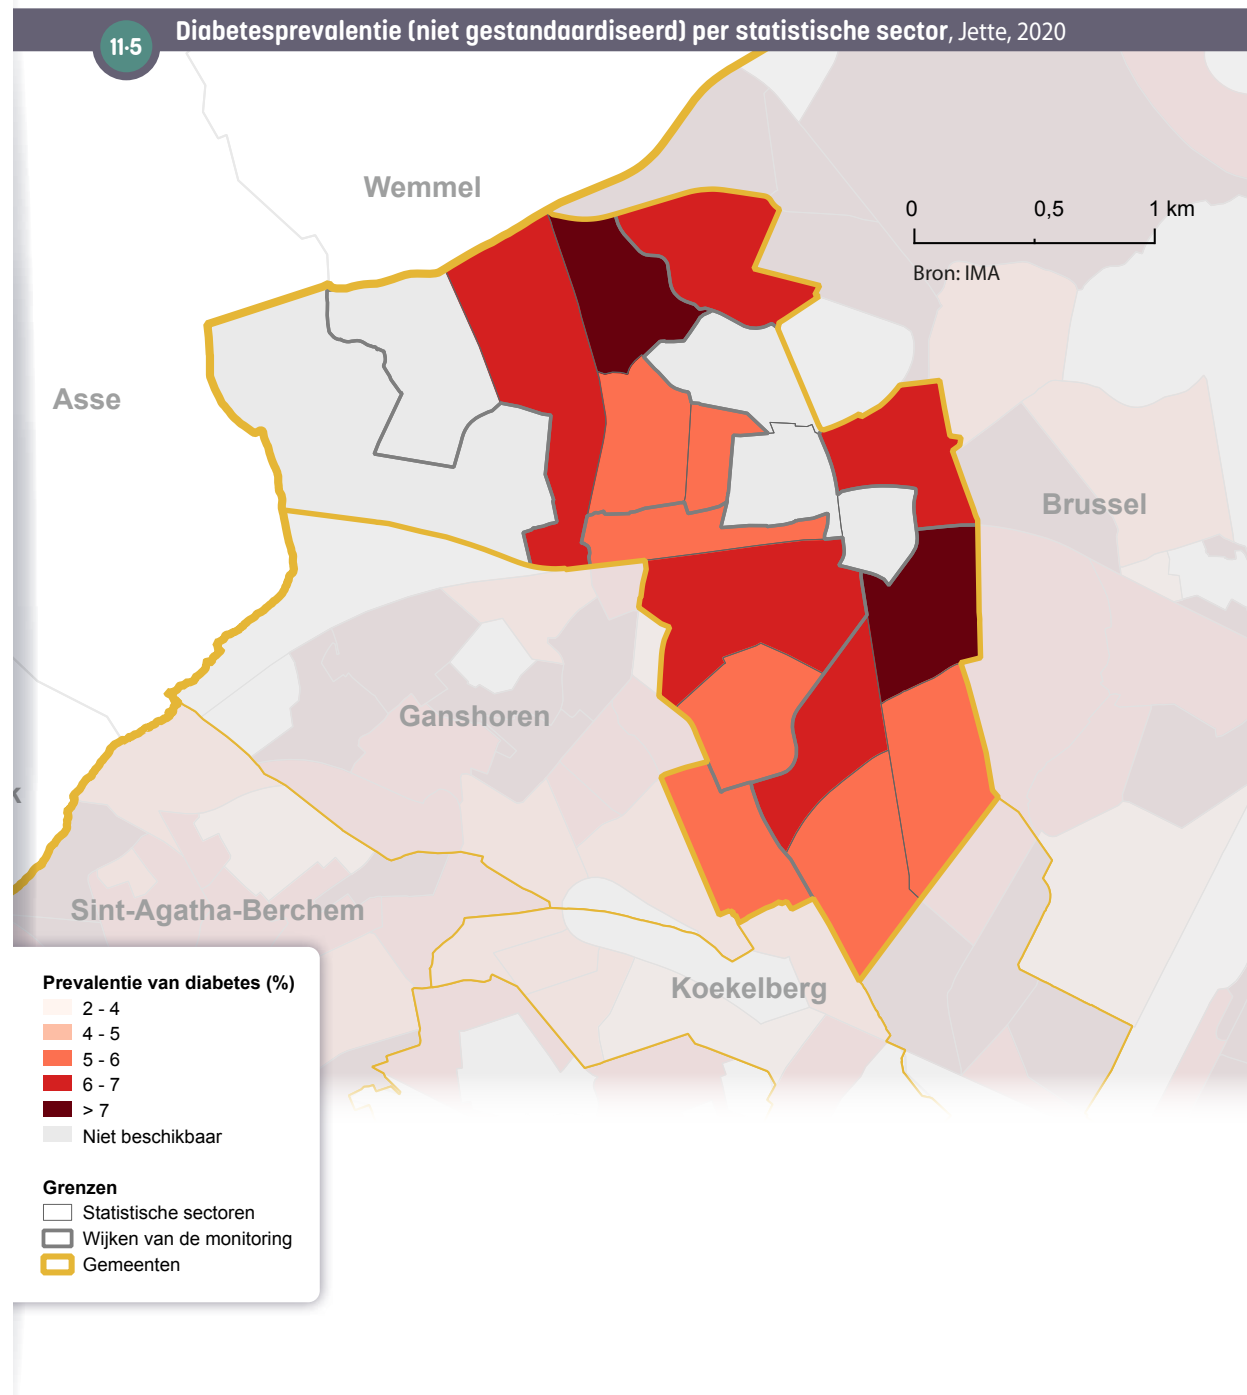 11·5
Diabetesprevalentie (niet gestandaardiseerd) per statistische sector, Jette, 2020
Wemmel
0 0,5 1 km
Bron: IMA
Asse
Brussel
Ganshoren
k
Sint-Agatha-Berchem
Koekelberg
Prevalentie van diabetes (%)
2 - 4
4 - 5
5 - 6
6 - 7
> 7
Niet beschikbaar
Grenzen
Statistische sectoren
Wijken van de monitoring
Gemeenten